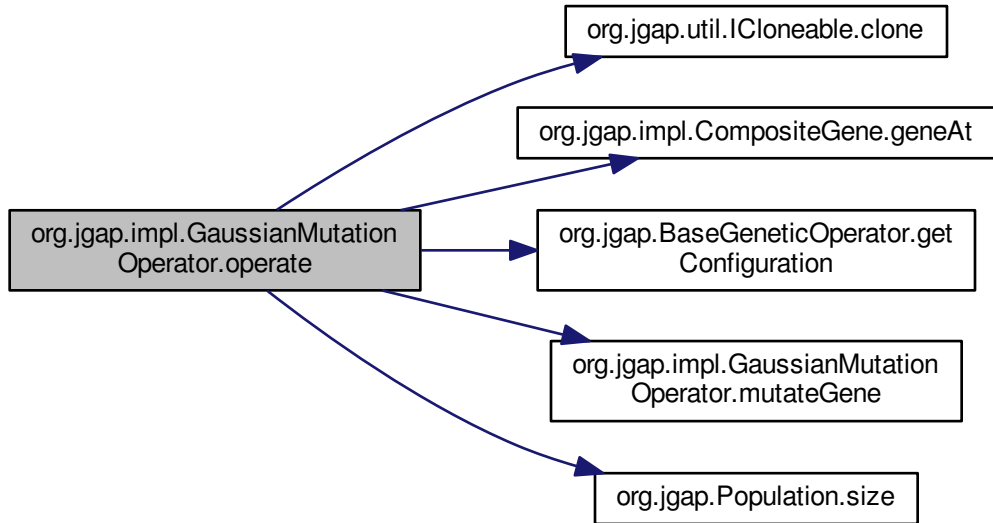 org.jgap.util.ICloneable.clone
org.jgap.impl.CompositeGene.geneAt
org.jgap.impl.GaussianMutation
Operator.operate
org.jgap.BaseGeneticOperator.get
Configuration
org.jgap.impl.GaussianMutation
Operator.mutateGene
org.jgap.Population.size